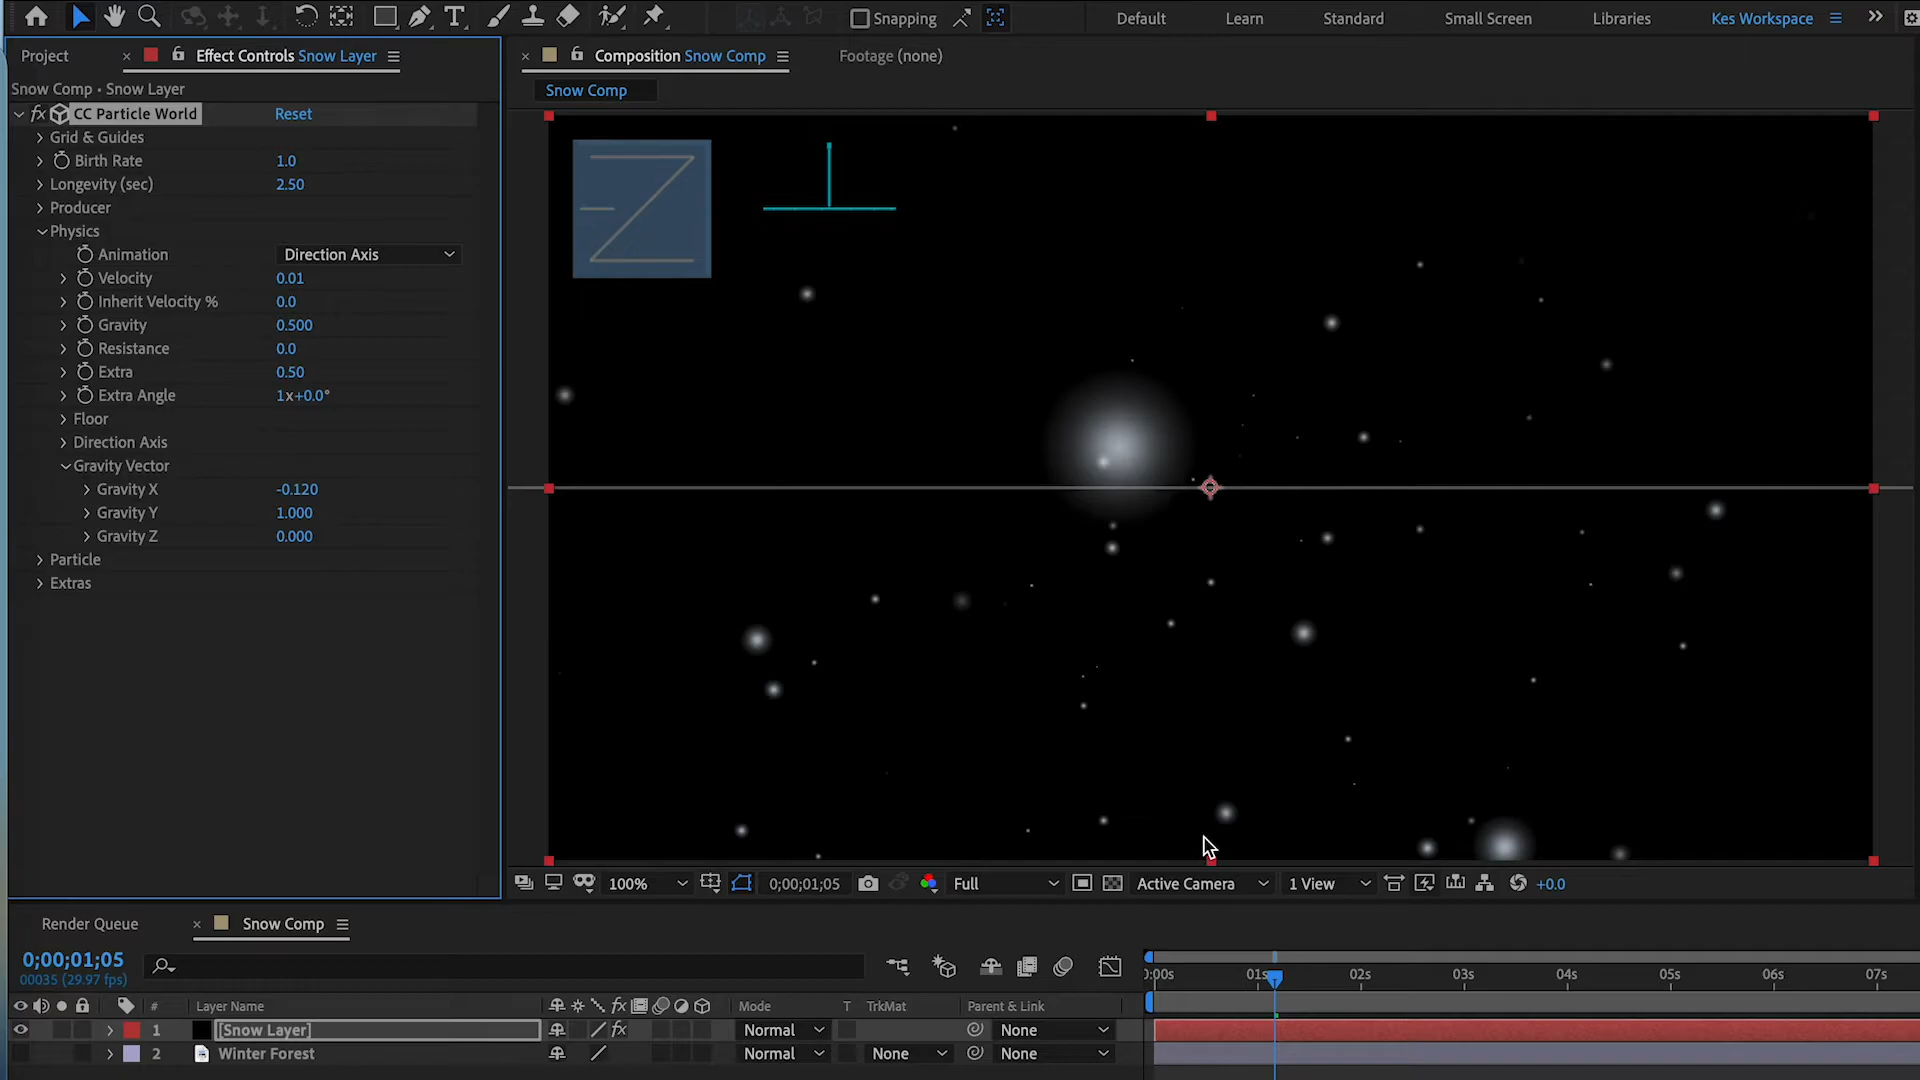 Snapping
Default
Learn
Standard
Small Screen
Libraries
Kes Workspace
Project
Effect Controls Snow Layer
Composition Snow Comp
Footage (none)
Snow Comp • Snow Layer
Snow Comp
fx CC Particle World Reset
Grid & Guides
Birth Rate 1.0
Longevity (sec) 2.50
Producer
Physics
Animation Direction Axis
Velocity 0.01
Inherit Velocity % 0.0
Gravity 0.500
Resistance 0.0
Extra 0.50
Extra Angle 1x+0.0°
Floor
Direction Axis
Gravity Vector
Gravity X -0.120
Gravity Y 1.000
Gravity Z 0.000
Particle
Extras
Z
100% 0;00;01;05 Full Active Camera 1 View +0.0
Render Queue
Snow Comp
0;00;01;05
00035 (29.97 fps)
0:00s 01s 02s 03s 04s 05s 06s 07s
# Layer Name fx Mode T TrkMat Parent & Link
1 [Snow Layer] fx Normal None
2 Winter Forest Normal None None